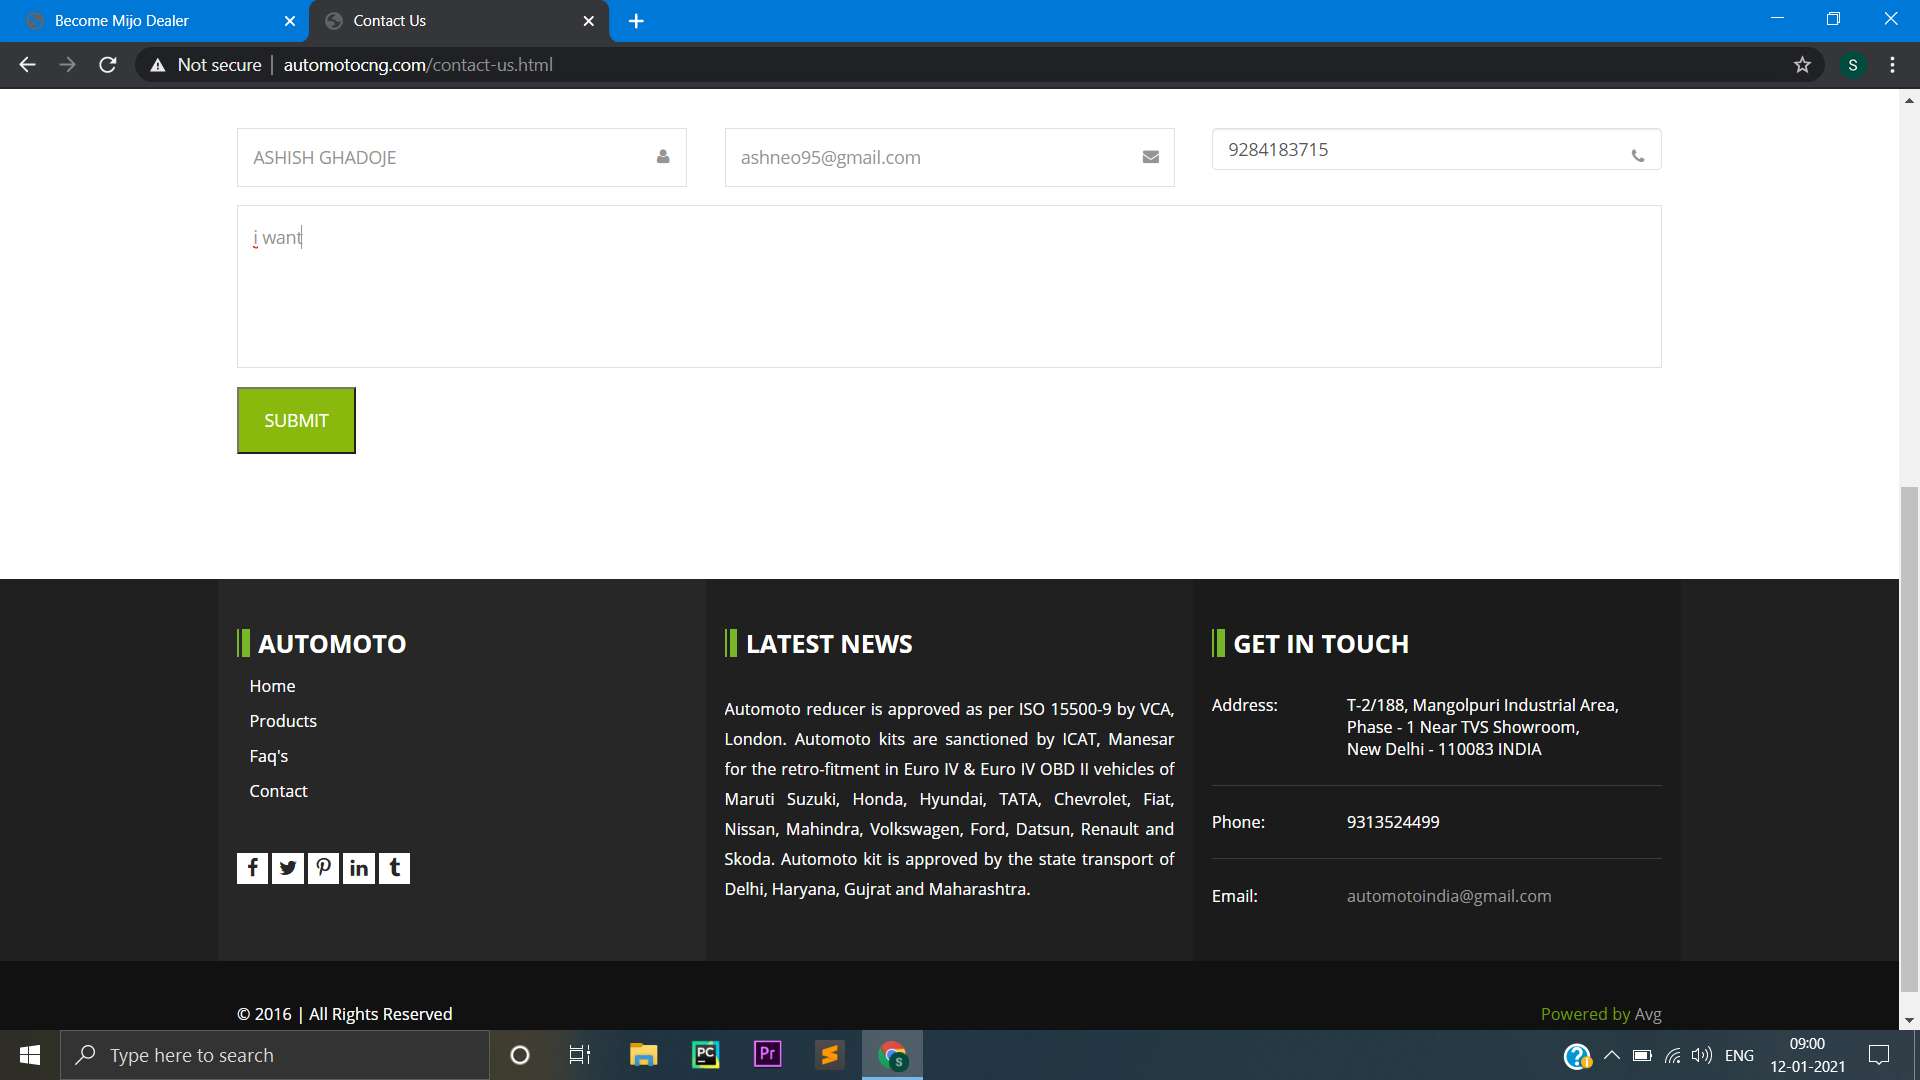 Become Mijo Dealer
Contact Us
Not secure
automotocng.com/contact-us.html
S
ASHISH GHADOJE
ashneo95@gmail.com
9284183715
i want
SUBMIT
AUTOMOTO
Home
Products
Faq's
Contact
LATEST NEWS
Automoto reducer is approved as per ISO 15500-9 by VCA,
London. Automoto kits are sanctioned by ICAT, Manesar
for the retro-fitment in Euro IV & Euro IV OBD II vehicles of
Maruti Suzuki, Honda, Hyundai, TATA, Chevrolet, Fiat,
Nissan, Mahindra, Volkswagen, Ford, Datsun, Renault and
Skoda. Automoto kit is approved by the state transport of
Delhi, Haryana, Gujrat and Maharashtra.
GET IN TOUCH
Address: T-2/188, Mangolpuri Industrial Area,
Phase - 1 Near TVS Showroom,
New Delhi - 110083 INDIA
Phone: 9313524499
Email: automotoindia@gmail.com
© 2016 | All Rights Reserved
Powered by Avg
Type here to search
PC
Pr
S
ENG
09:00
12-01-2021